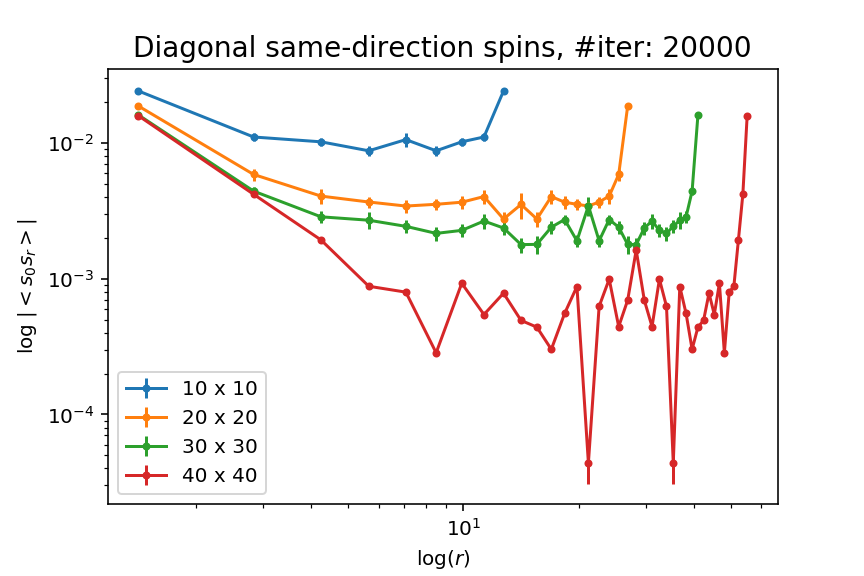 Diagonal same-direction spins, #iter: 20000
10⁻²
10⁻³
10⁻⁴
log | < s₀sᵣ > |
10 x 10
20 x 20
30 x 30
40 x 40
10¹
log(r)